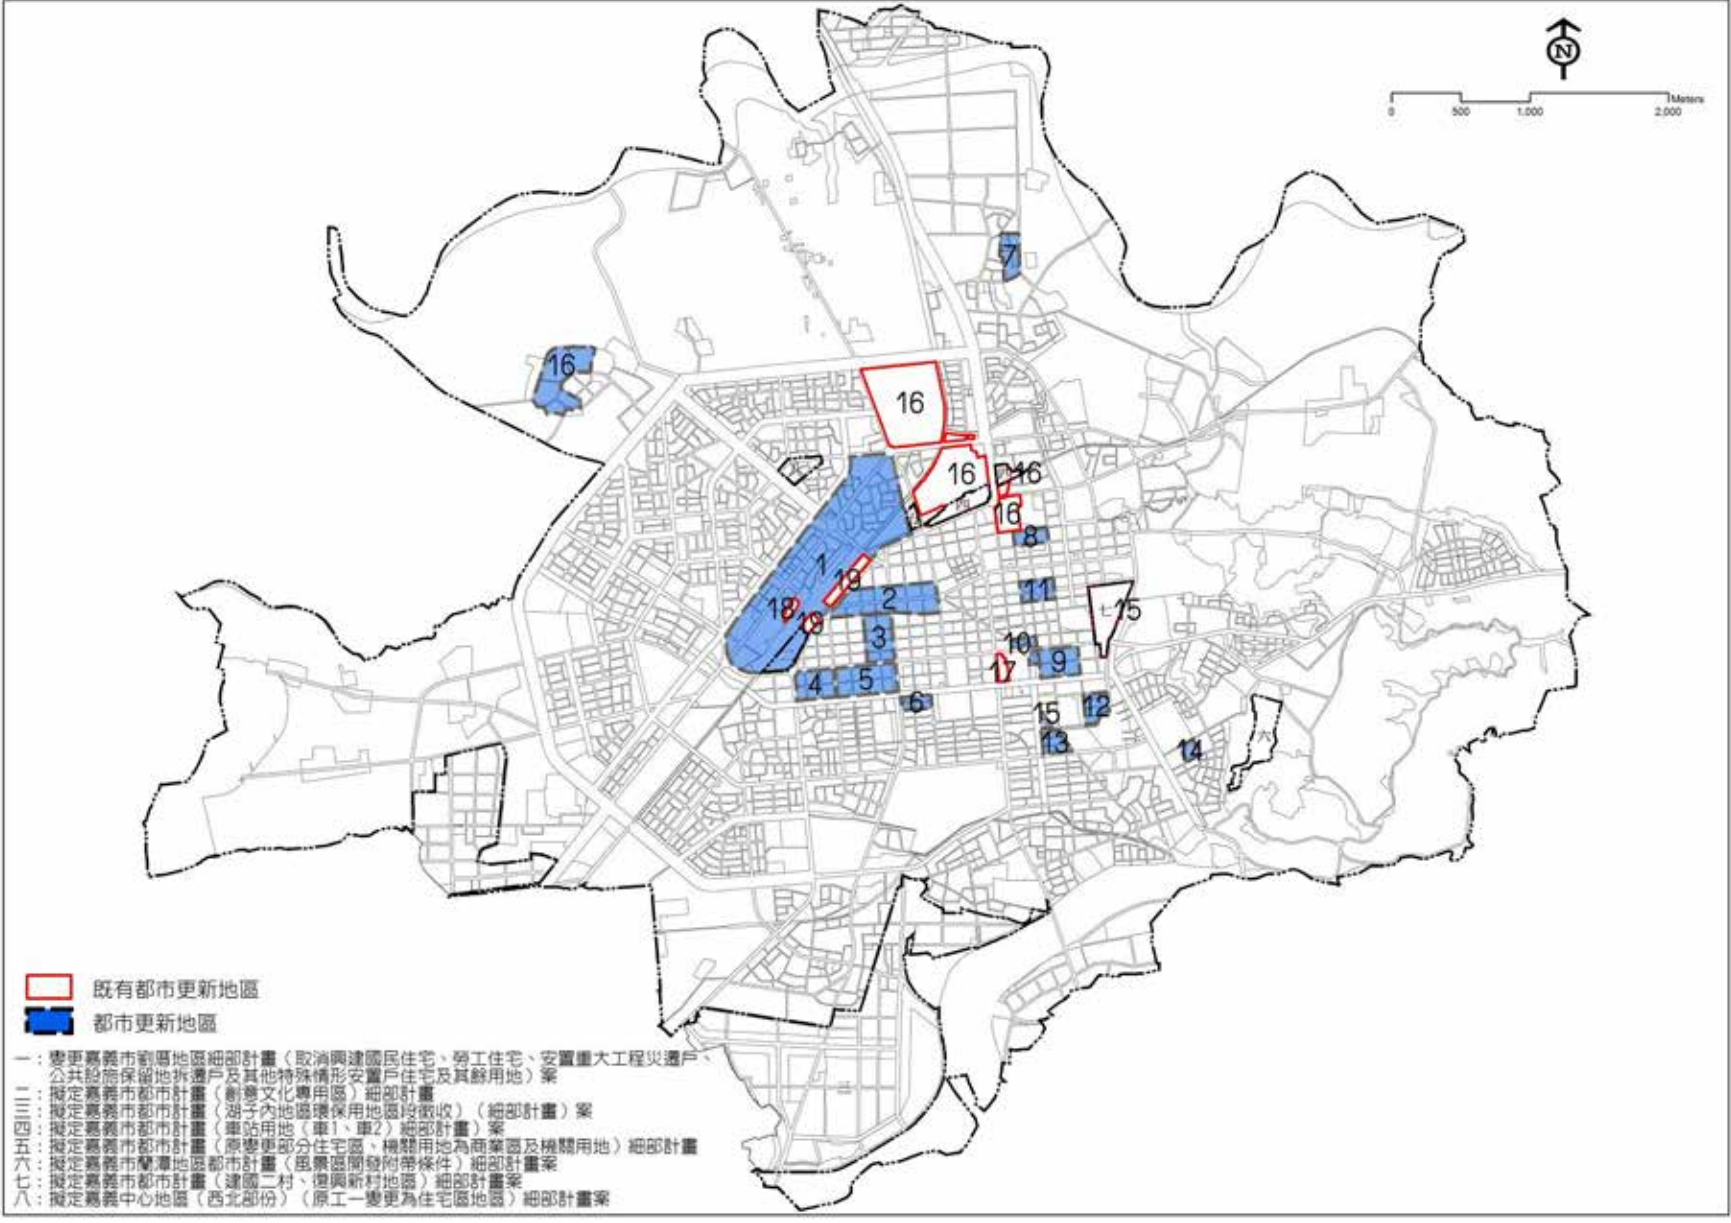 N
Meters
0 500 1,000 2,000
7
16
16
16
16
四
16
8
1
19
18
2
11
19
七 15
3
10
9
17
4 5
6
15 12
13
14
六
三
既有都市更新地區
都市更新地區
一：變更嘉義市劉厝地區細部計畫（取消興建國民住宅、勞工住宅、安置重大工程災遷戶、
公共設施保留地拆遷戶及其他特殊情形安置戶住宅及其餘用地）案
二：擬定嘉義市都市計畫（創意文化專用區）細部計畫
三：擬定嘉義市都市計畫（湖子內地區環保用地區段徵收）（細部計畫）案
四：擬定嘉義市都市計畫（車站用地（車1、車2）細部計畫）案
五：擬定嘉義市都市計畫（原變更部分住宅區、機關用地為商業區及機關用地）細部計畫
六：擬定嘉義市蘭潭地區都市計畫（風景區開發附帶條件）細部計畫案
七：擬定嘉義市都市計畫（建國二村、復興新村地區）細部計畫案
八：擬定嘉義中心地區（西北部份）（原工一變更為住宅區地區）細部計畫案